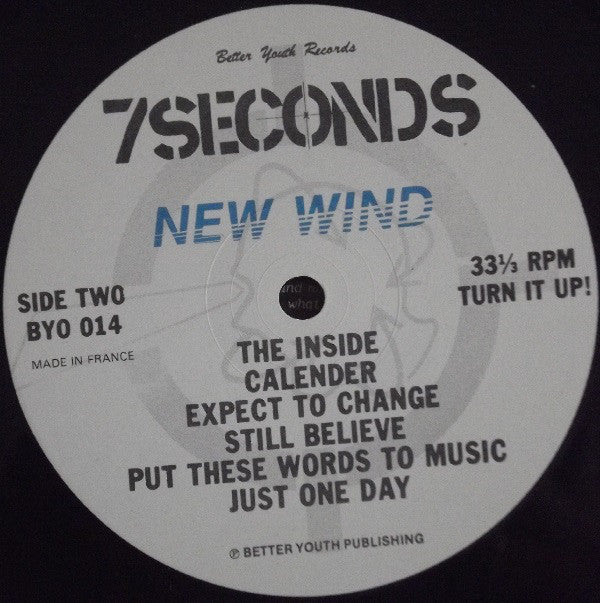 Better Youth Records
7SECONDS
NEW WIND
SIDE TWO
BYO 014
MADE IN FRANCE
33⅓ RPM
TURN IT UP!
what
THE INSIDE
CALENDER
EXPECT TO CHANGE
STILL BELIEVE
PUT THESE WORDS TO MUSIC
JUST ONE DAY
℗ BETTER YOUTH PUBLISHING